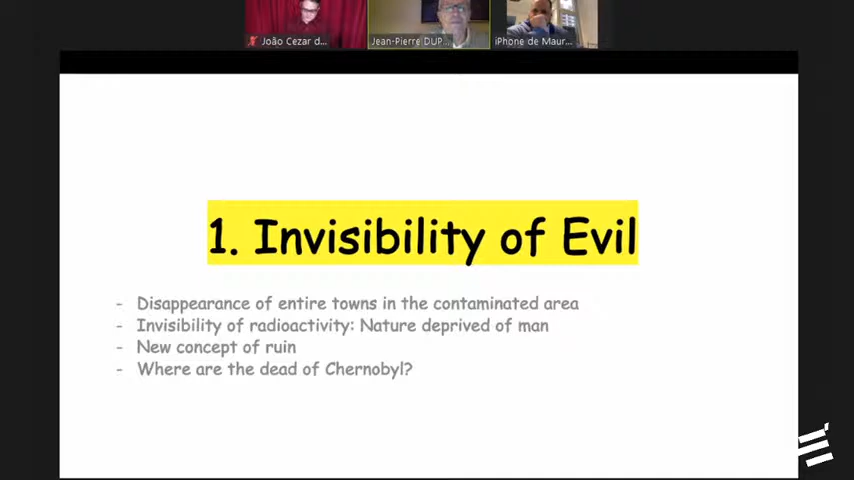 João Cezar d...
Jean-Pierre DUP...
iPhone de Maur...
1. Invisibility of Evil
- Disappearance of entire towns in the contaminated area
- Invisibility of radioactivity: Nature deprived of man
- New concept of ruin
- Where are the dead of Chernobyl?